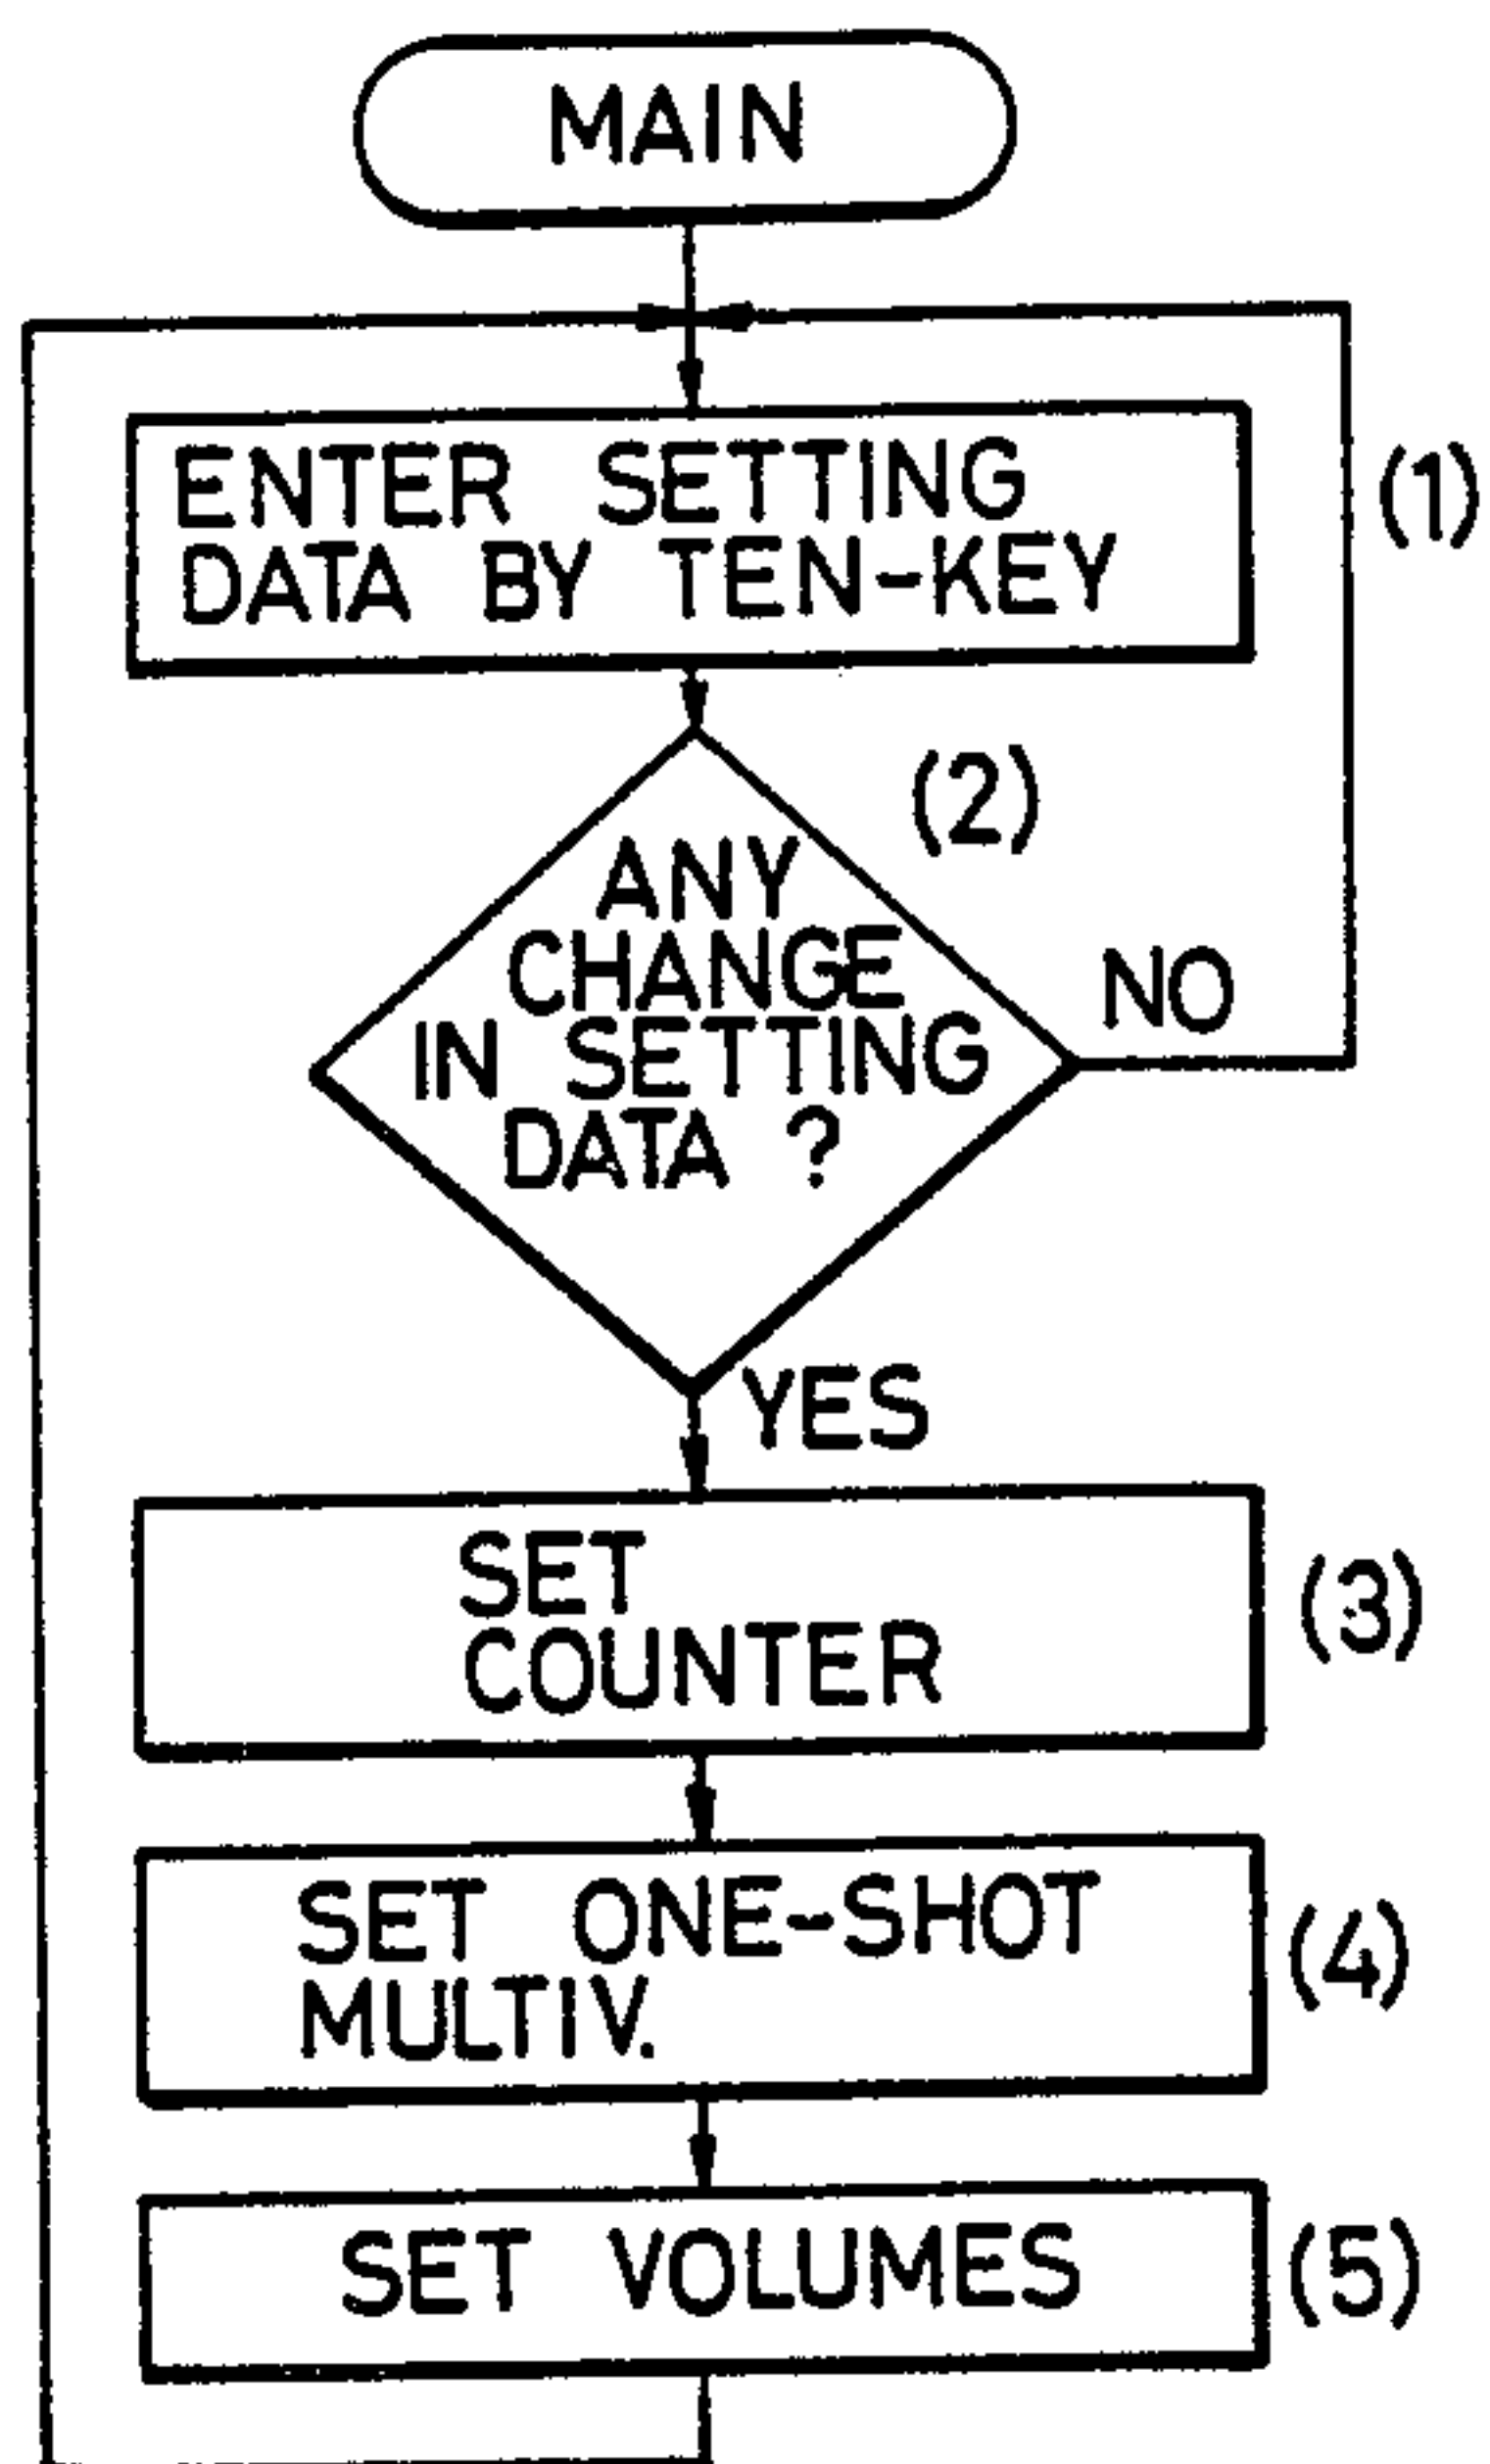 MAIN
ENTER SETTING
DATA BY TEN-KEY
(1)
(2)
ANY
CHANGE
IN SETTING
DATA ?
NO
YES
SET
COUNTER
(3)
SET ONE-SHOT
MULTIV.
(4)
SET VOLUMES
(5)